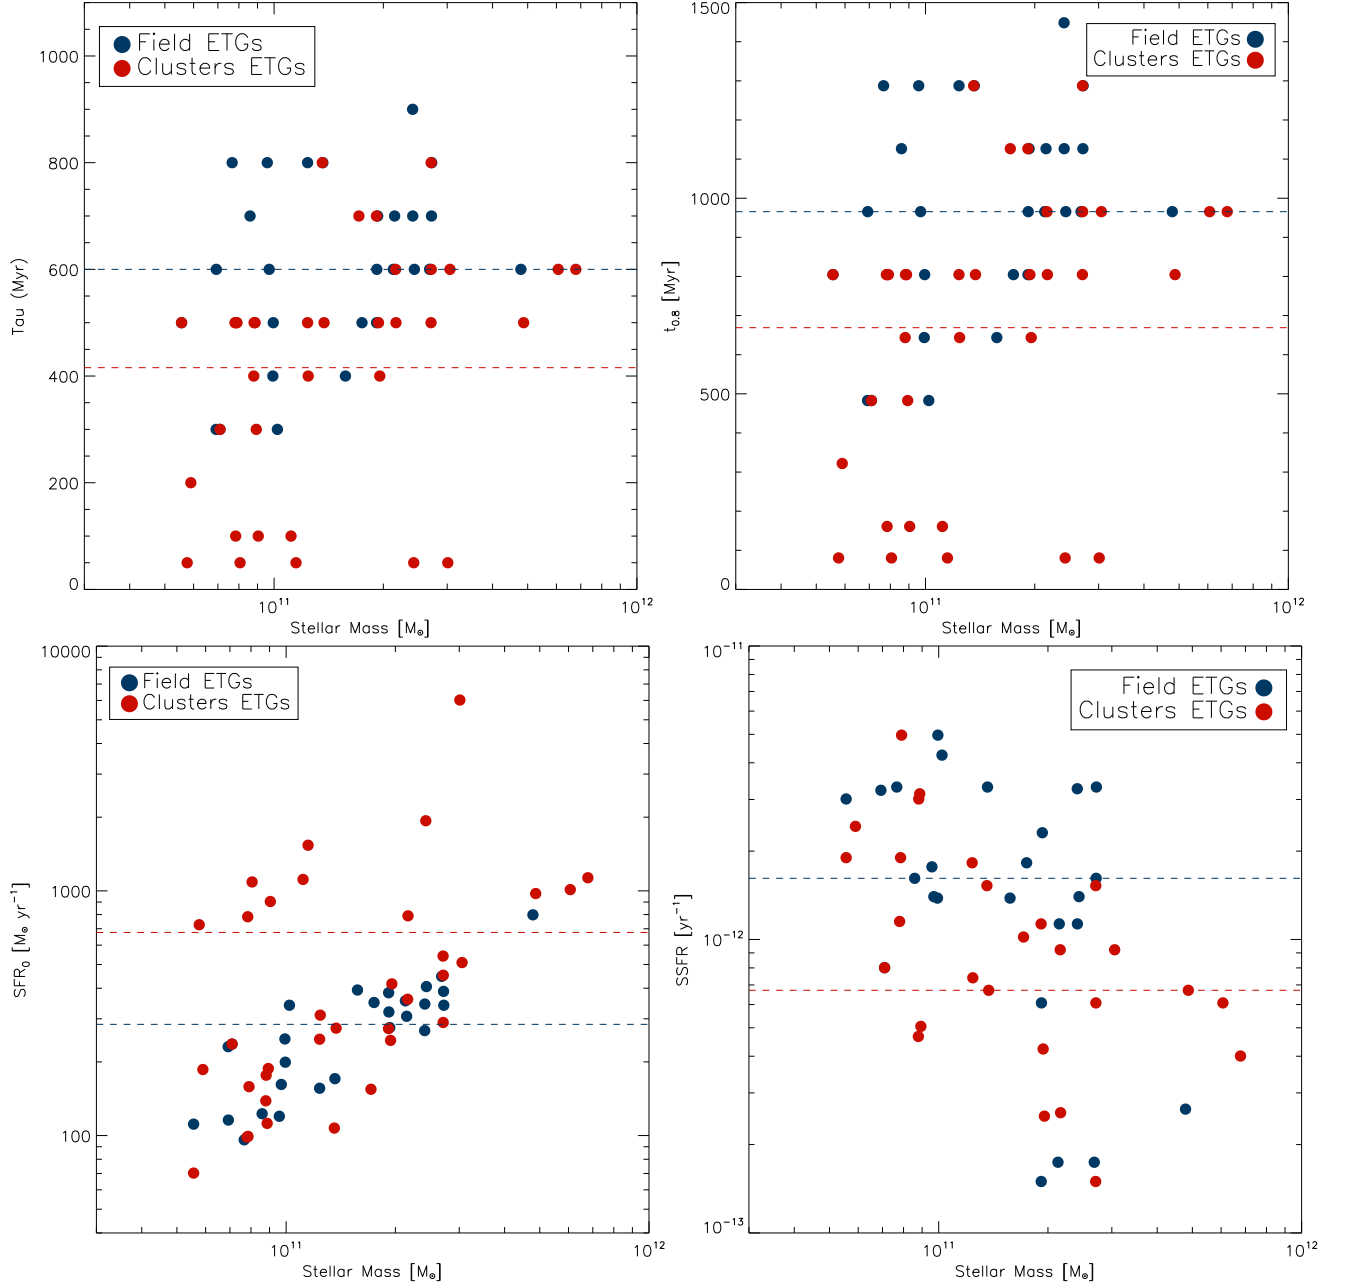 Field ETGs
Clusters ETGs
1000
800
600
400
200
0
Tau (Myr)
10¹¹
10¹²
Stellar Mass [M⊙]
Field ETGs
Clusters ETGs
1500
1000
500
0
t0.8 [Myr]
10¹¹
10¹²
Stellar Mass [M⊙]
Field ETGs
Clusters ETGs
10000
1000
100
SFR0 [M⊙ yr⁻¹]
10¹¹
10¹²
Stellar Mass [M⊙]
Field ETGs
Clusters ETGs
10⁻¹¹
10⁻¹²
10⁻¹³
SSFR [yr⁻¹]
10¹¹
10¹²
Stellar Mass [M⊙]